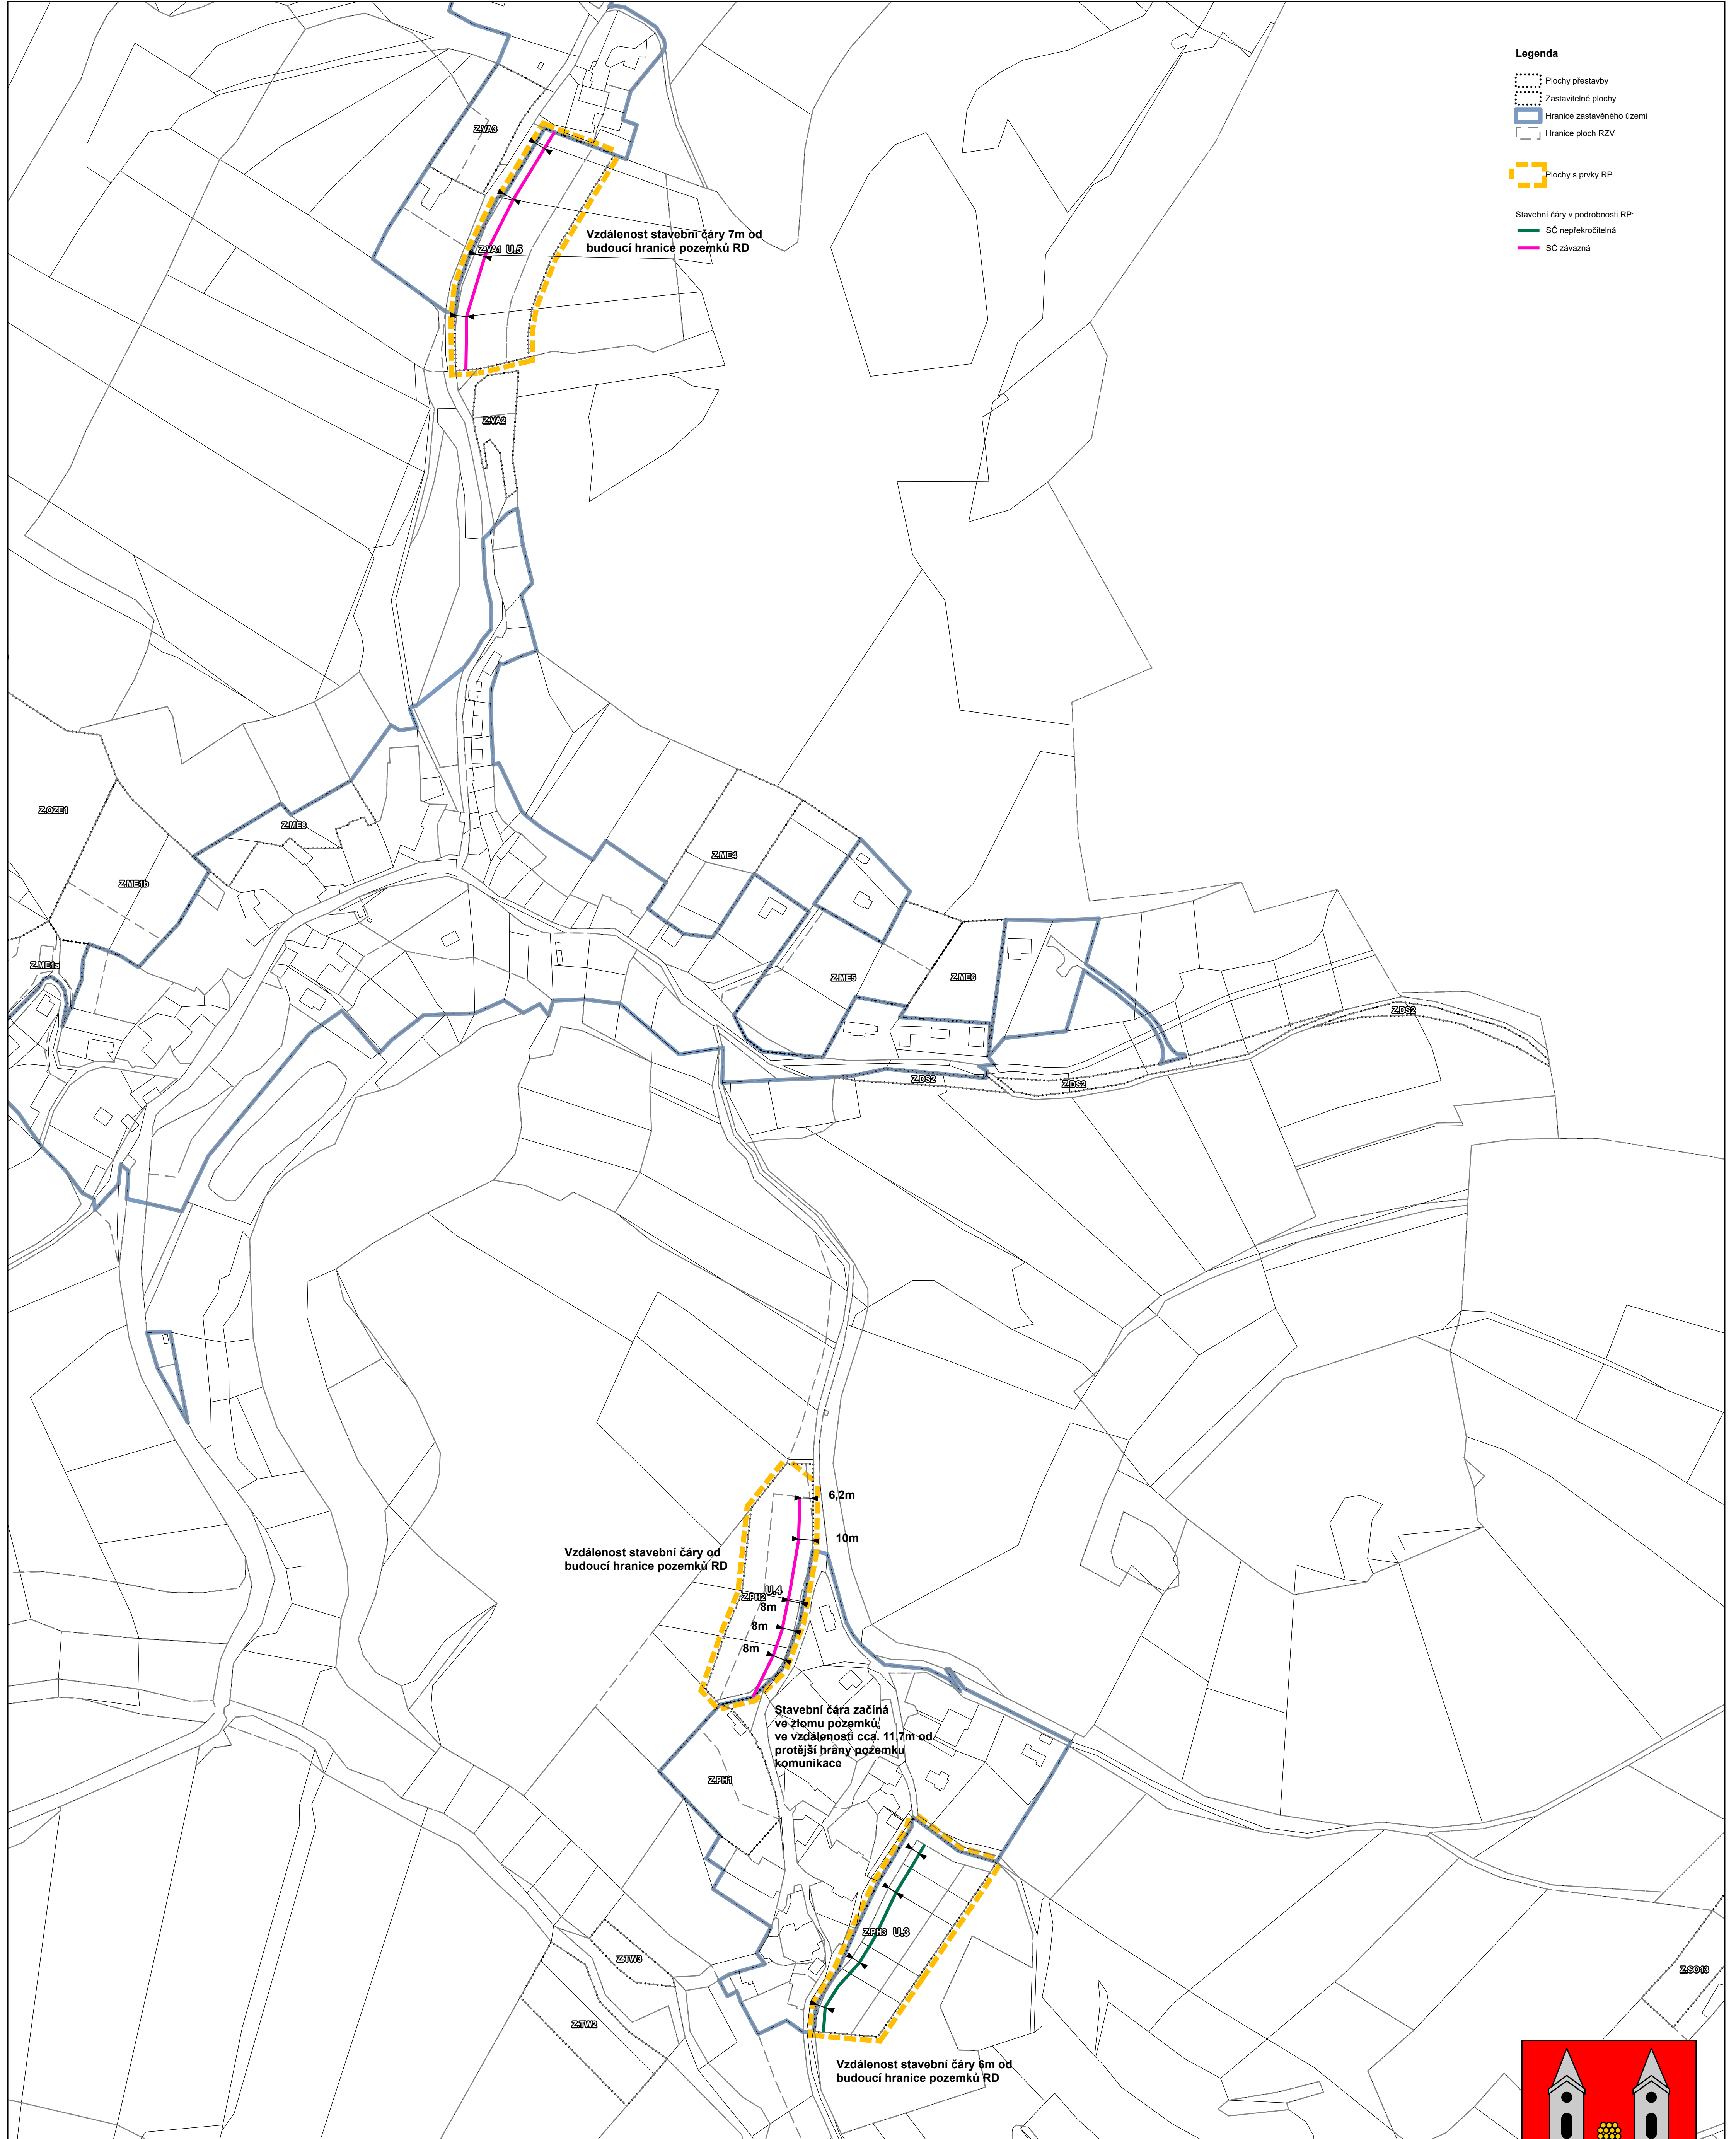 Legenda
Plochy přestavby
Zastavitelné plochy
Hranice zastavěného území
Hranice ploch RZV
Plochy s prvky RP
Stavební čáry v podrobnosti RP:
SČ nepřekročitelná
SČ závazná
Z.VA3
Vzdálenost stavební čáry 7m od
budoucí hranice pozemků RD
Z.VA1 U.5
Z.VA2
Z.OZE1
Z.ME8
Z.ME4
Z.ME1b
Z.ME1a
Z.ME5
Z.ME6
Z.DS2
Z.DS2
Z.DS2
6,2m
10m
Vzdálenost stavební čáry od
budoucí hranice pozemků RD
Z.PH2 U.4
8m
8m
8m
Stavební čára začíná
ve zlomu pozemků,
ve vzdálenosti cca. 11,7m od
protější hrany pozemku
komunikace
Z.PH1
Z.PH3 U.3
Z.TW3
Z.SO13
Z.TW2
Vzdálenost stavební čáry 6m od
budoucí hranice pozemků RD